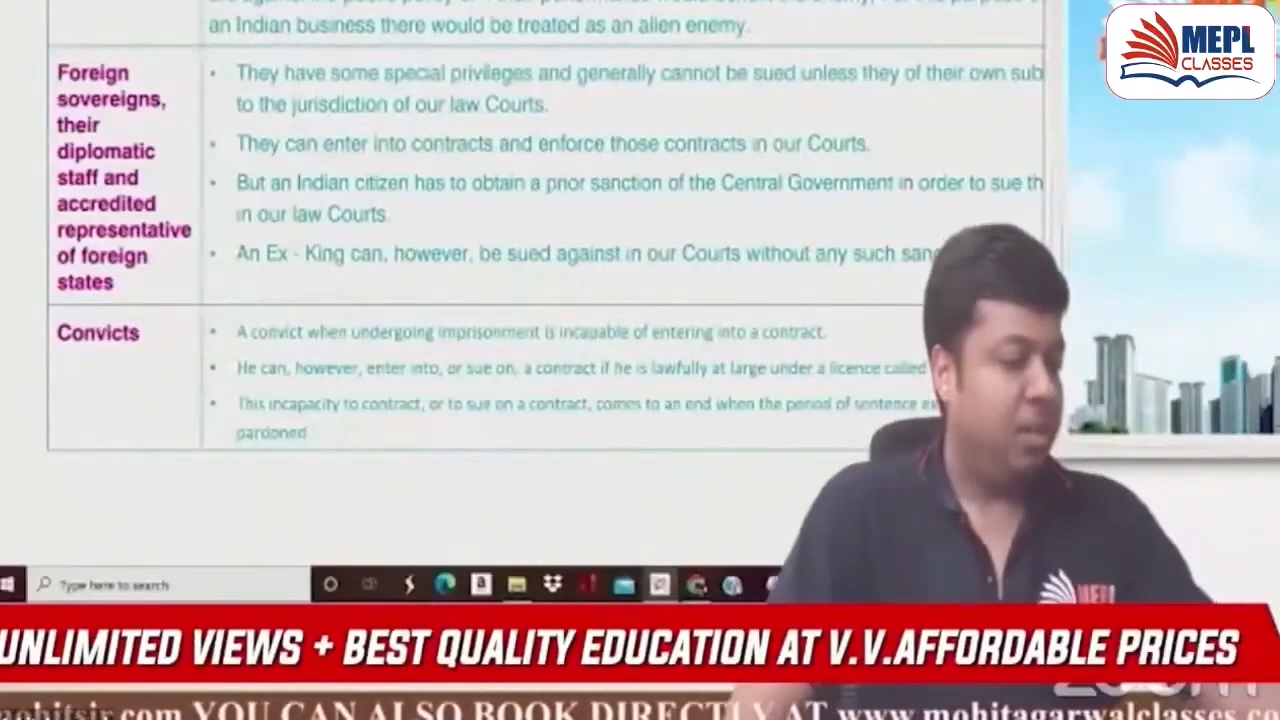 an Indian business there would be treated as an alien enemy.
MEPL
CLASSES
Foreign
sovereigns,
their
diplomatic
staff and
accredited
representative
of foreign
states
• They have some special privileges and generally cannot be sued unless they of their own sub
to the jurisdiction of our law Courts.
• They can enter into contracts and enforce those contracts in our Courts.
• But an Indian citizen has to obtain a prior sanction of the Central Government in order to sue th
in our law Courts.
• An Ex - King can, however, be sued against in our Courts without any such sanc
Convicts
• A convict when undergoing imprisonment is incapable of entering into a contract.
• He can, however, enter into, or sue on, a contract if he is lawfully at large under a licence called
• This incapacity to contract, or to sue on a contract, comes to an end when the period of sentence
pardoned
Type here to search
MEPL
UNLIMITED VIEWS + BEST QUALITY EDUCATION AT V.V.AFFORDABLE PRICES
YOU CAN ALSO BOOK DIRECTLY AT www.mohitagarwalclasses.co